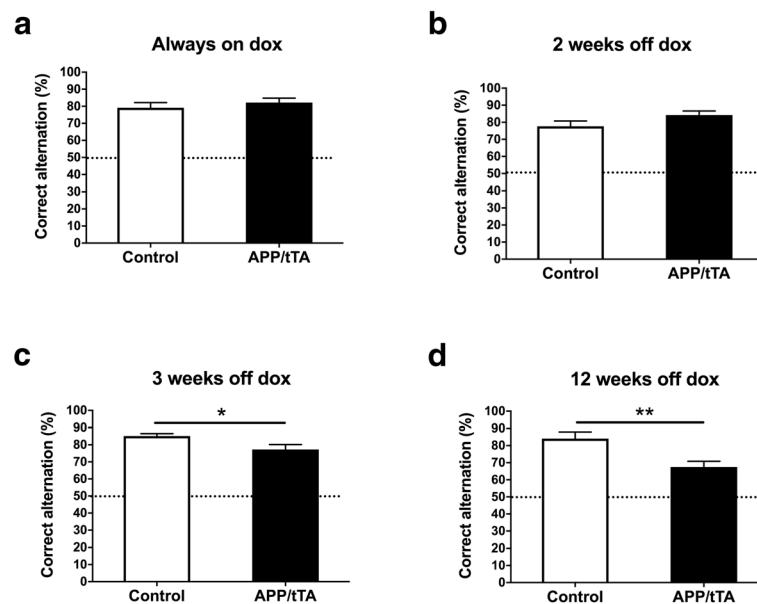 a
Always on dox
Correct alternation (%)
100
90
80
70
60
50
40
30
20
10
0
Control APP/tTA
b
2 weeks off dox
Correct alternation (%)
100
90
80
70
60
50
40
30
20
10
0
Control APP/tTA
c
3 weeks off dox
Correct alternation (%)
100
90
80
70
60
50
40
30
20
10
0
*
Control APP/tTA
d
12 weeks off dox
Correct alternation (%)
100
90
80
70
60
50
40
30
20
10
0
**
Control APP/tTA